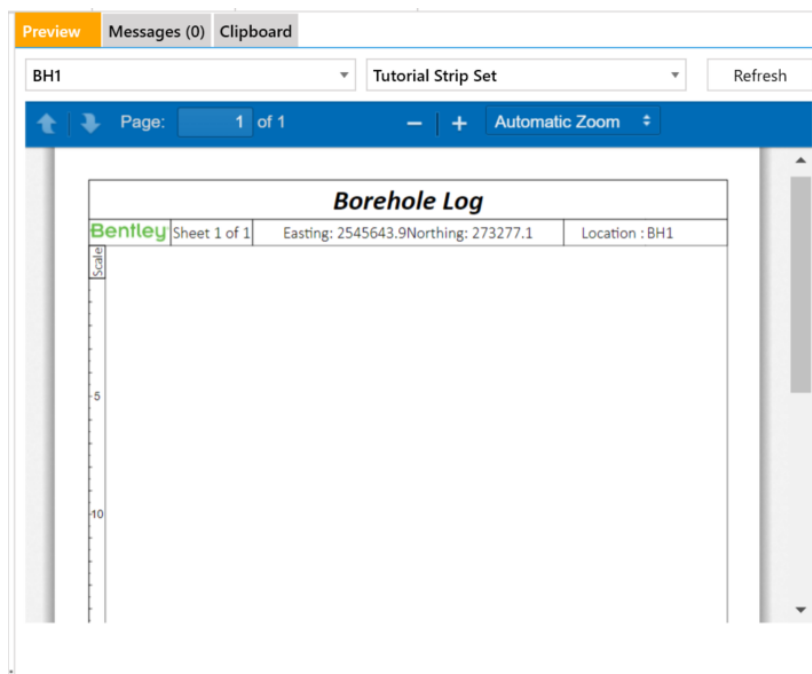 Preview Messages (0) Clipboard
BH1 Tutorial Strip Set Refresh
Page: 1 of 1 Automatic Zoom
Borehole Log
Bentley Sheet 1 of 1 Easting: 2545643.9Northing: 273277.1 Location : BH1
Scale
5
10